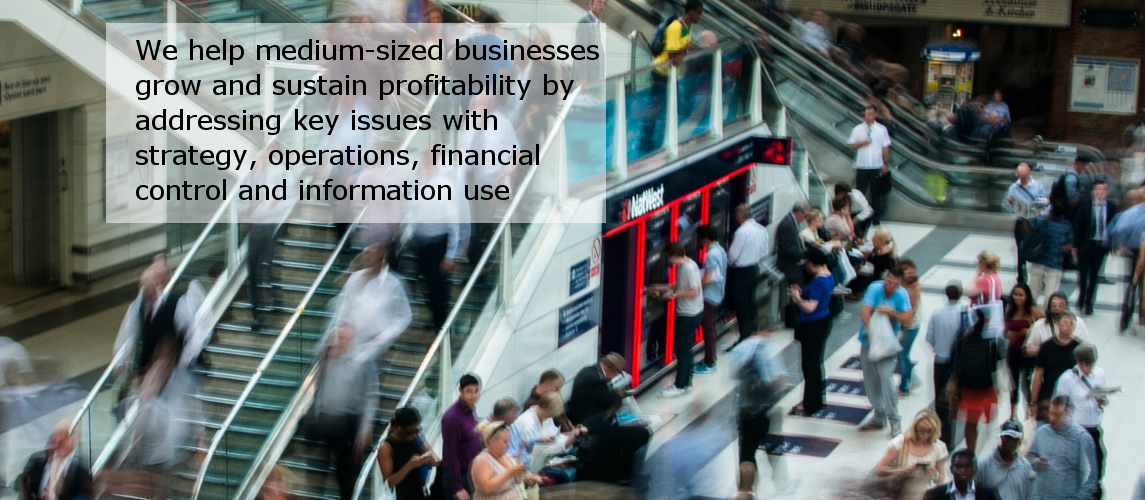 We help medium-sized businesses
grow and sustain profitability by
addressing key issues with
strategy, operations, financial
control and information use
NatWest
BISHOPSGATE